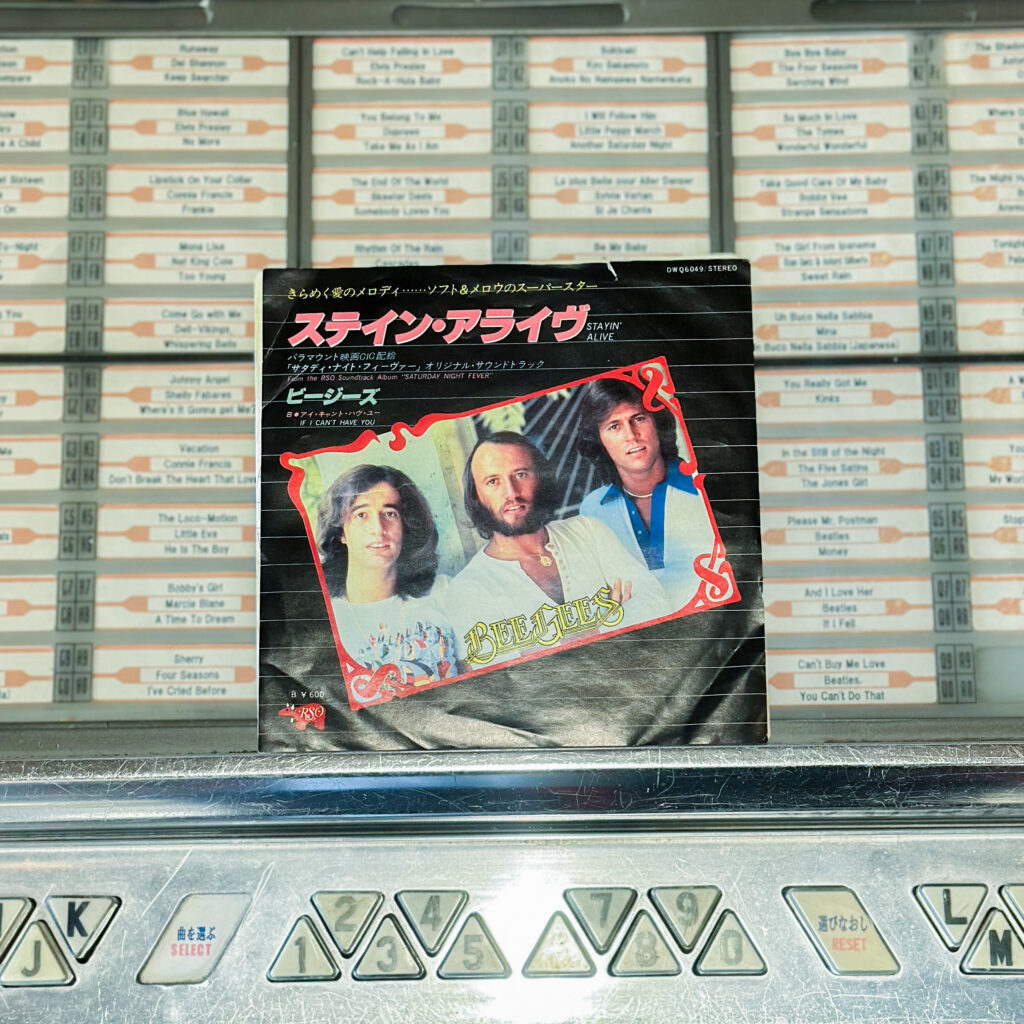 Runaway
Del Shannon
Keep Searchin'
Blue Hawaii
Elvis Presley
No More
Lipstick On Your Collar
Connie Francis
Frankie
Mona Lisa
Nat King Cole
Too Young
Come Go with Me
Dell-Vikings
Whispering Bells
Johnny Angel
Shelly Fabares
Where's It Gonna get Me?
Vacation
Connie Francis
Don't Break The Heart That Love
The Loco-Motion
Little Eva
He Is The Boy
Bobby's Girl
Marcie Blane
A Time To Dream
Sherry
Four Seasons
I've Cried Before
Can't Help Falling In Love
Elvis Presley
Rock-A-Hula Baby
You Belong To Me
Duprees
Take Me As I Am
The End Of The World
Skeeter Davis
Somebody Loves You
Rhythm Of The Rain
Cascades
Sukiyaki
Kyu Sakamoto
I Will Follow Him
Little Peggy March
Another Saturday Night
La plus Belle pour Aller Danser
Sylvie Vartan
Si Je Chante
Be My Baby
Bye Bye Baby
The Four Seasons
Searching Wind
So Much In Love
The Tymes
Wonderful Wonderful
Take Good Care Of My Baby
Bobby Vee
Strange Sensations
The Girl From Ipanema
Stan Getz & Astrud Gilberto
Sweet Rain
Un Buco Nella Sabbia
Mina
Un Buco Nella Sabbia (Japanese)
You Really Got Me
Kinks
In the Still of the Night
The Five Satins
The Jones Girl
Please Mr. Postman
Beatles
Money
And I Love Her
Beatles
If I Fell
Can't Buy Me Love
Beatles.
You Can't Do That
DWQ6049/STEREO
きらめく愛のメロディ……ソフト&メロウのスーパースター
ステイン・アライヴ
STAYIN'
ALIVE
パラマウント映画CIC配給
「サタディ・ナイト・フィーヴァー」オリジナル・サウンドトラック
From the RSO Soundtrack Album "SATURDAY NIGHT FEVER"
ビージーズ
B●アイ・キャント・ハヴ・ユー
IF I CAN'T HAVE YOU
BEE GEES
B ¥600
RSO
J
K
曲を選ぶ
SELECT
1
2
3
4
5
7
8
9
0
選びなおし
RESET
L
M